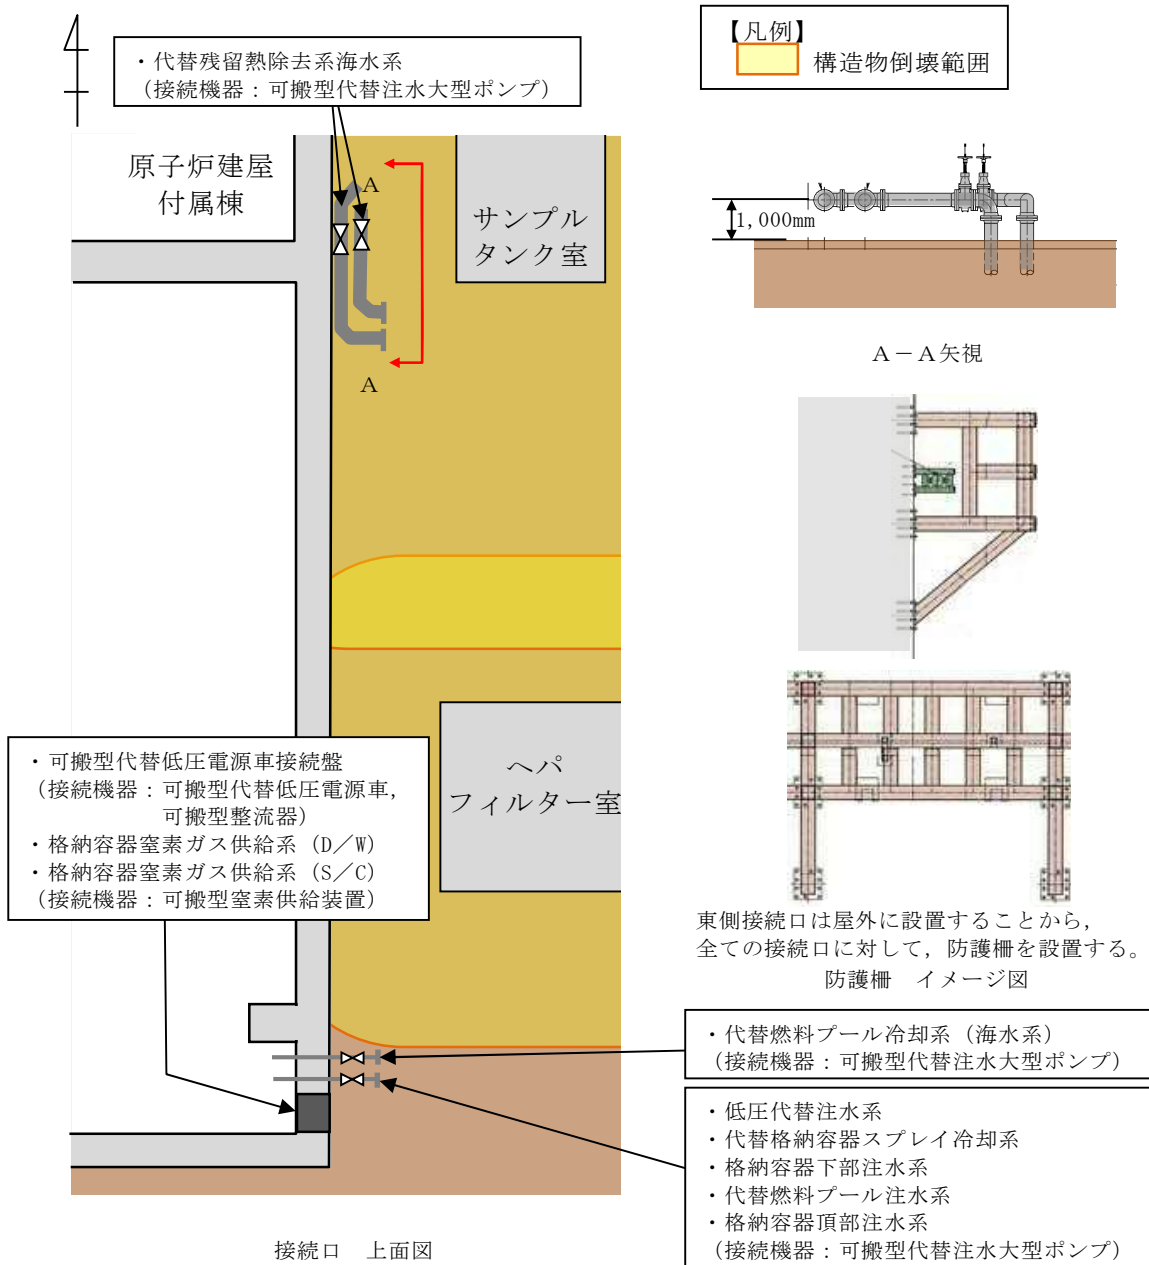 ・代替残留熱除去系海水系
（接続機器：可搬型代替注水大型ポンプ）
【凡例】
構造物倒壊範囲
原子炉建屋
付属棟
A
サンプル
タンク室
A
1,000mm
A－A矢視
・可搬型代替低圧電源車接続盤
（接続機器：可搬型代替低圧電源車，
可搬型整流器）
・格納容器窒素ガス供給系（D／W）
・格納容器窒素ガス供給系（S／C）
（接続機器：可搬型窒素供給装置）
ヘパ
フィルター室
東側接続口は屋外に設置することから，
全ての接続口に対して，防護柵を設置する。
防護柵　イメージ図
・代替燃料プール冷却系（海水系）
（接続機器：可搬型代替注水大型ポンプ）
・低圧代替注水系
・代替格納容器スプレイ冷却系
・格納容器下部注水系
・代替燃料プール注水系
・格納容器頂部注水系
（接続機器：可搬型代替注水大型ポンプ）
接続口　上面図